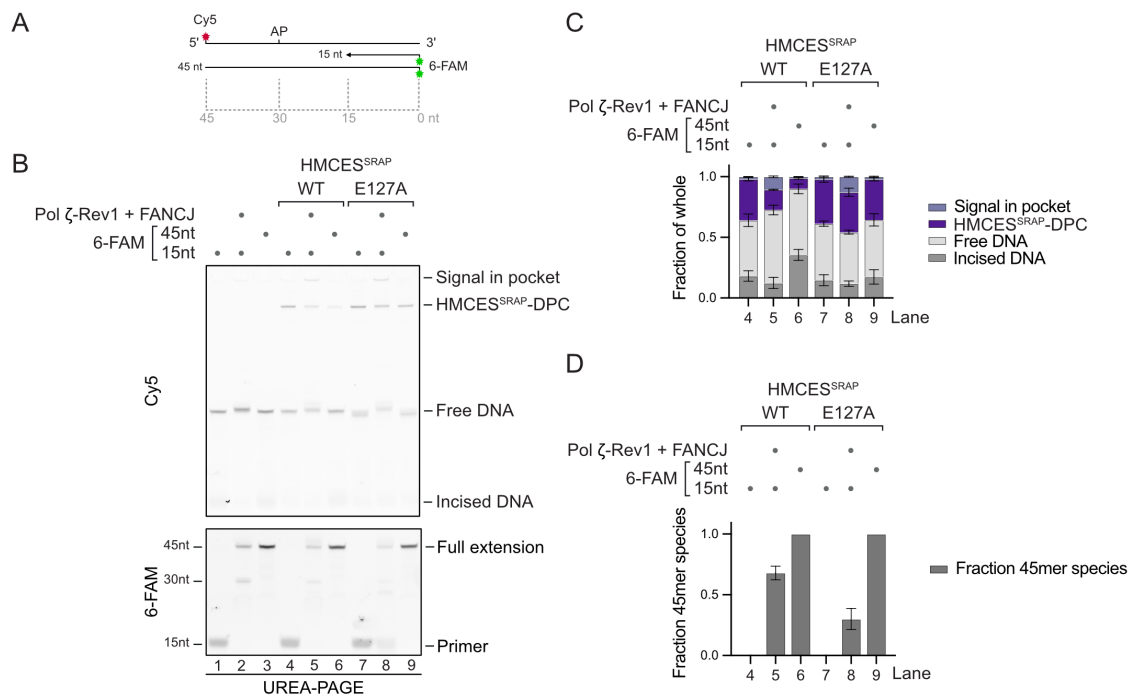 A
Cy5
5'
AP
3'
15 nt
45 nt
6-FAM
45 30 15 0 nt
B
HMCES^SRAP
WT E127A
Pol ζ-Rev1 + FANCJ
6-FAM
45nt
15nt
Cy5
Signal in pocket
HMCES^SRAP-DPC
Free DNA
Incised DNA
6-FAM
45nt
30nt
15nt
Full extension
Primer
1 2 3 4 5 6 7 8 9
UREA-PAGE
C
HMCES^SRAP
WT E127A
Pol ζ-Rev1 + FANCJ
6-FAM
45nt
15nt
Fraction of whole
1.0
0.5
0.0
4 5 6 7 8 9 Lane
Signal in pocket
HMCES^SRAP-DPC
Free DNA
Incised DNA
D
HMCES^SRAP
WT E127A
Pol ζ-Rev1 + FANCJ
6-FAM
45nt
15nt
Fraction 45mer species
1.0
0.5
0.0
4 5 6 7 8 9 Lane
Fraction 45mer species